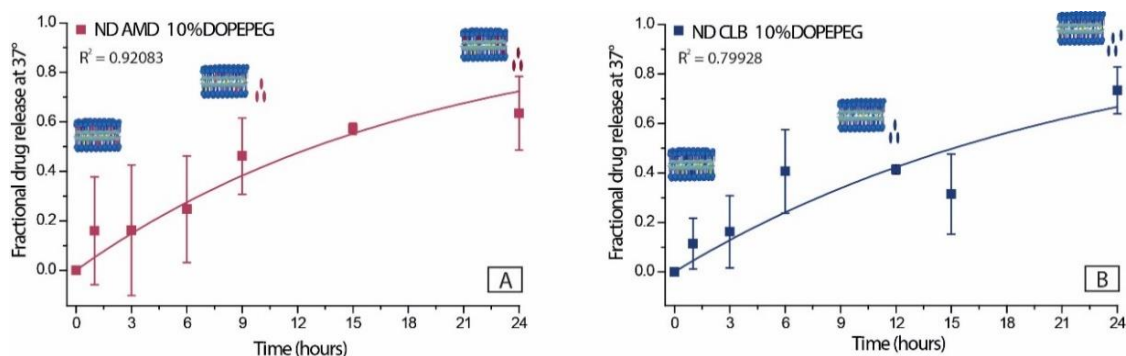 ND AMD 10%DOPEPEG
R² = 0.92083
Fractional drug release at 37°
1.0
0.8
0.6
0.4
0.2
0.0
0 3 6 9 12 15 18 21 24
Time (hours)
A
ND CLB 10%DOPEPEG
R² = 0.79928
Fractional drug release at 37°
1.0
0.8
0.6
0.4
0.2
0.0
0 3 6 9 12 15 18 21 24
Time (hours)
B